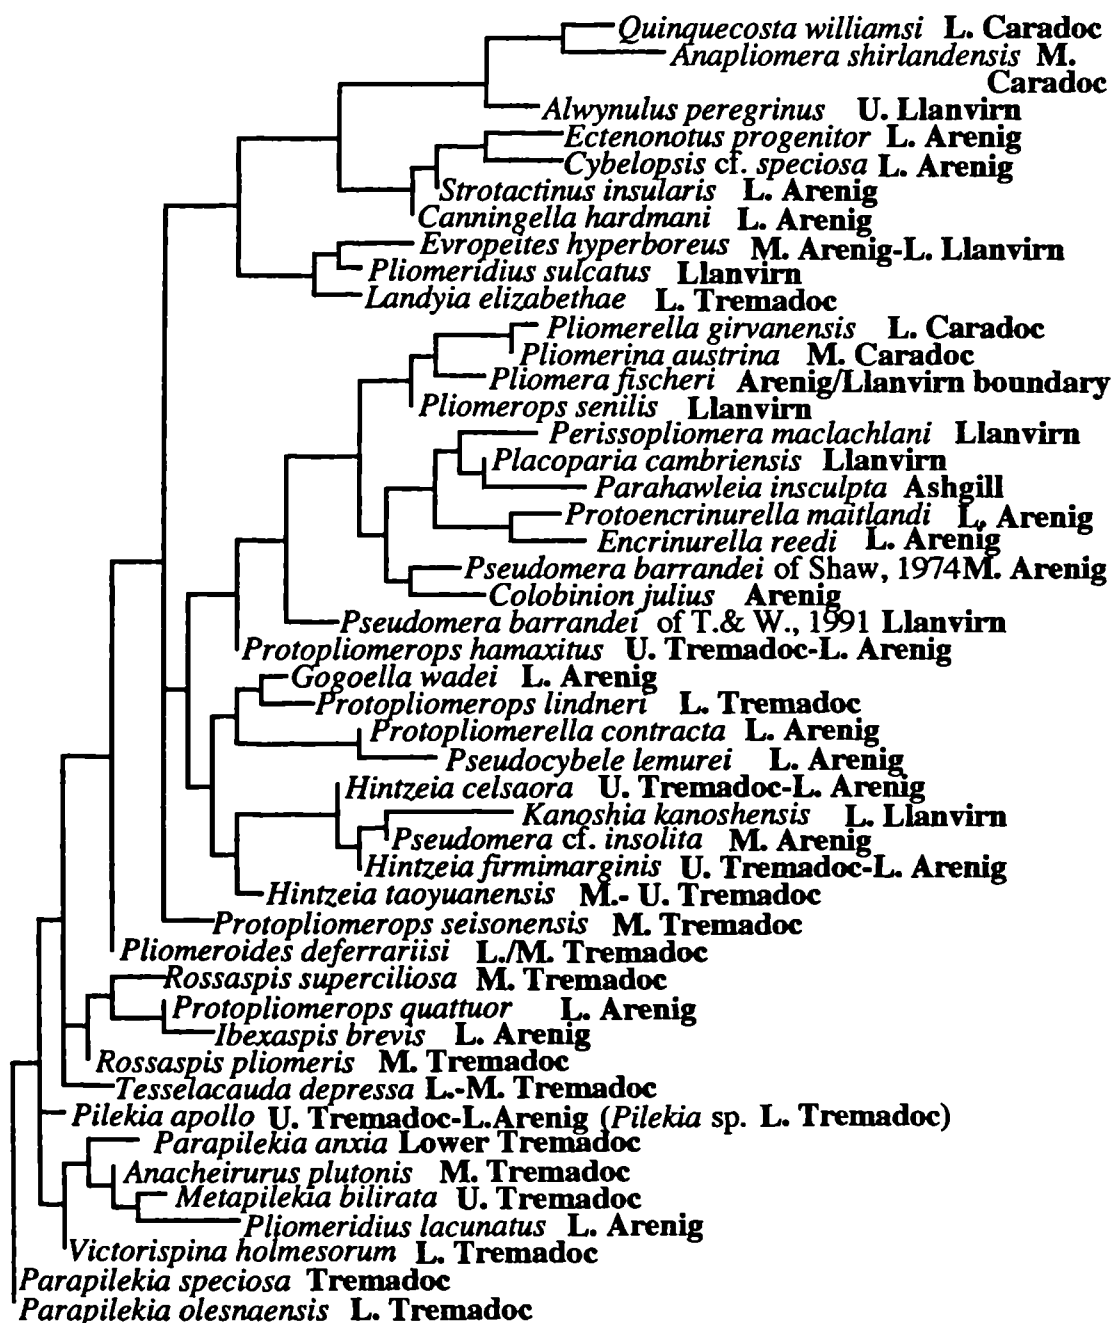 Quinquecosta williamsi L. Caradoc
Anapliomera shirlandensis M.
Caradoc
Alwynulus peregrinus U. Llanvirn
Ectenonotus progenitor L. Arenig
Cybelopsis cf. speciosa L. Arenig
Strotactinus insularis L. Arenig
Canningella hardmani L. Arenig
Evropeites hyperboreus M. Arenig-L. Llanvirn
Pliomeridius sulcatus Llanvirn
Landyia elizabethae L. Tremadoc
Pliomerella girvanensis L. Caradoc
Pliomerina austrina M. Caradoc
Pliomera fischeri Arenig/Llanvirn boundary
Pliomerops senilis Llanvirn
Perissopliomera maclachlani Llanvirn
Placoparia cambriensis Llanvirn
Parahawleia insculpta Ashgill
Protoencrinurella maitlandi L. Arenig
Encrinurella reedi L. Arenig
Pseudomera barrandei of Shaw, 1974 M. Arenig
Colobinion julius Arenig
Pseudomera barrandei of T.& W., 1991 Llanvirn
Protopliomerops hamaxitus U. Tremadoc-L. Arenig
Gogoella wadei L. Arenig
Protopliomerops lindneri L. Tremadoc
Protopliomerella contracta L. Arenig
Pseudocybele lemurei L. Arenig
Hintzeia celsaora U. Tremadoc-L. Arenig
Kanoshia kanoshensis L. Llanvirn
Pseudomera cf. insolita M. Arenig
Hintzeia firmimarginis U. Tremadoc-L. Arenig
Hintzeia taoyuanensis M.- U. Tremadoc
Protopliomerops seisonensis M. Tremadoc
Pliomeroides deferrariisi L./M. Tremadoc
Rossaspis superciliosa M. Tremadoc
Protopliomerops quattuor L. Arenig
Ibexaspis brevis L. Arenig
Rossaspis pliomeris M. Tremadoc
Tesselacauda depressa L.-M. Tremadoc
Pilekia apollo U. Tremadoc-L.Arenig (Pilekia sp. L. Tremadoc)
Parapilekia anxia Lower Tremadoc
Anacheirurus plutonis M. Tremadoc
Metapilekia bilirata U. Tremadoc
Pliomeridius lacunatus L. Arenig
Victorispina holmesorum L. Tremadoc
Parapilekia speciosa Tremadoc
Parapilekia olesnaensis L. Tremadoc